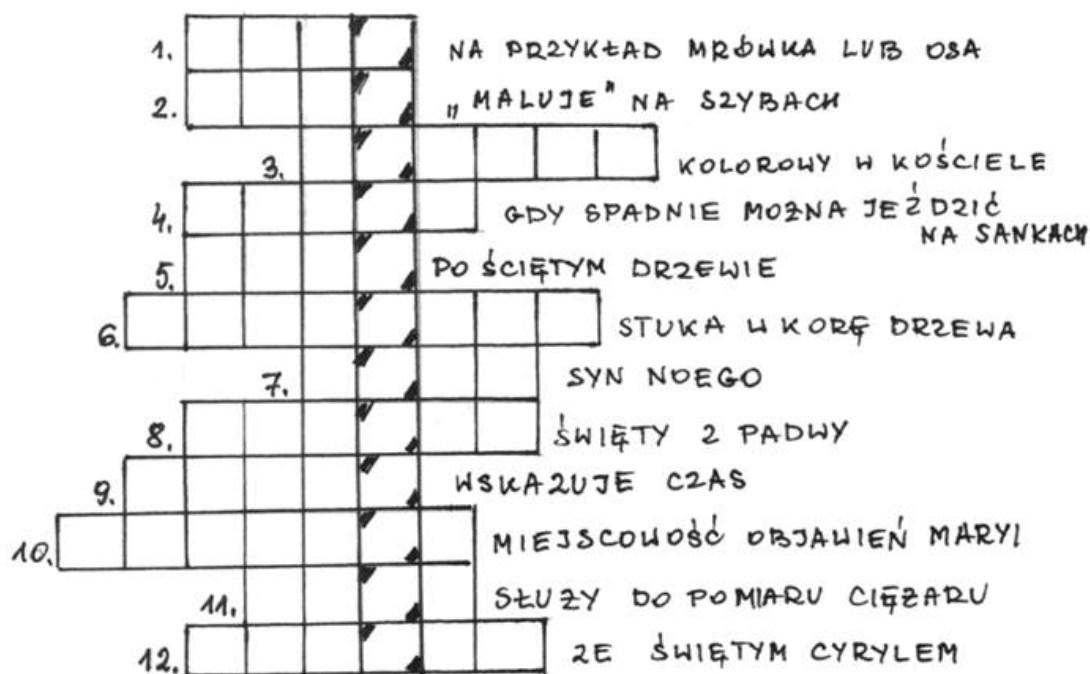 1. NA PRZYKŁAD MRÓWKA LUB OSA
2. „MALUJE" NA SZYBACH
3. KOLOROWY W KOŚCIELE
4. GDY SPADNIE MOŻNA JEŹDZIĆ
NA SANKACH
5. PO ŚCIĘTYM DRZEWIE
6. STUKA W KORĘ DRZEWA
7. SYN NOEGO
8. ŚWIĘTY Z PADWY
9. WSKAZUJE CZAS
10. MIEJSCOWOŚĆ OBJAWIEŃ MARYI
11. SŁUŻY DO POMIARU CIĘŻARU
12. ZE ŚWIĘTYM CYRYLEM